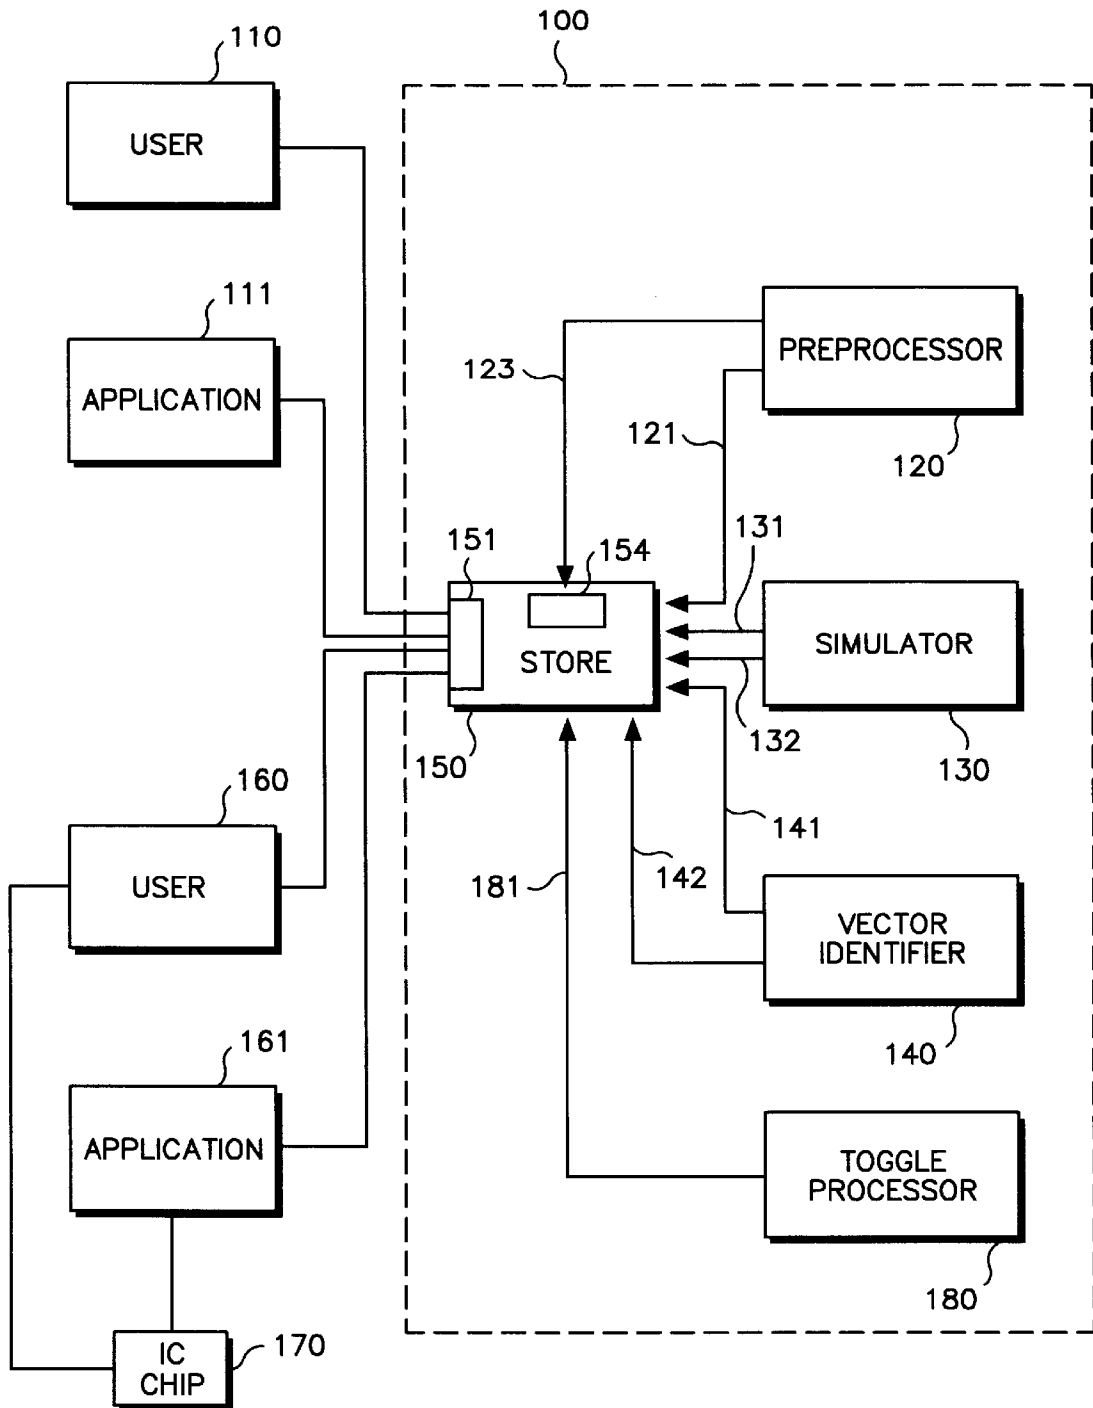 100
110
USER
111
APPLICATION
PREPROCESSOR
123
121
120
151
154
131
STORE
SIMULATOR
132
150
130
160
141
USER
181
142
VECTOR
IDENTIFIER
140
161
APPLICATION
TOGGLE
PROCESSOR
180
IC
CHIP
170